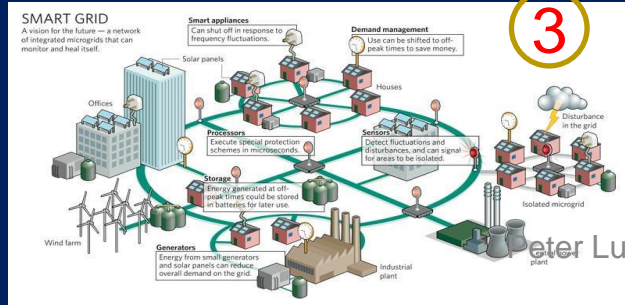 SMART GRID
A vision for the future — a network
of integrated microgrids that can
monitor and heal itself.
Smart appliances
Can shut off in response to
frequency fluctuations.
Demand management
Use can be shifted to off-
peak times to save money.
3
Solar panels
Houses
Offices
Processors
Execute special protection
schemes in microseconds.
Sensors
Detect fluctuations and
disturbances, and can signal
for areas to be isolated.
Disturbance
in the grid
Storage
Energy generated at off-
peak times could be stored
in batteries for later use.
Isolated microgrid
Wind farm
Generators
Energy from small generators
and solar panels can reduce
overall demand on the grid.
Industrial
plant
Central power
plant
Peter Lu